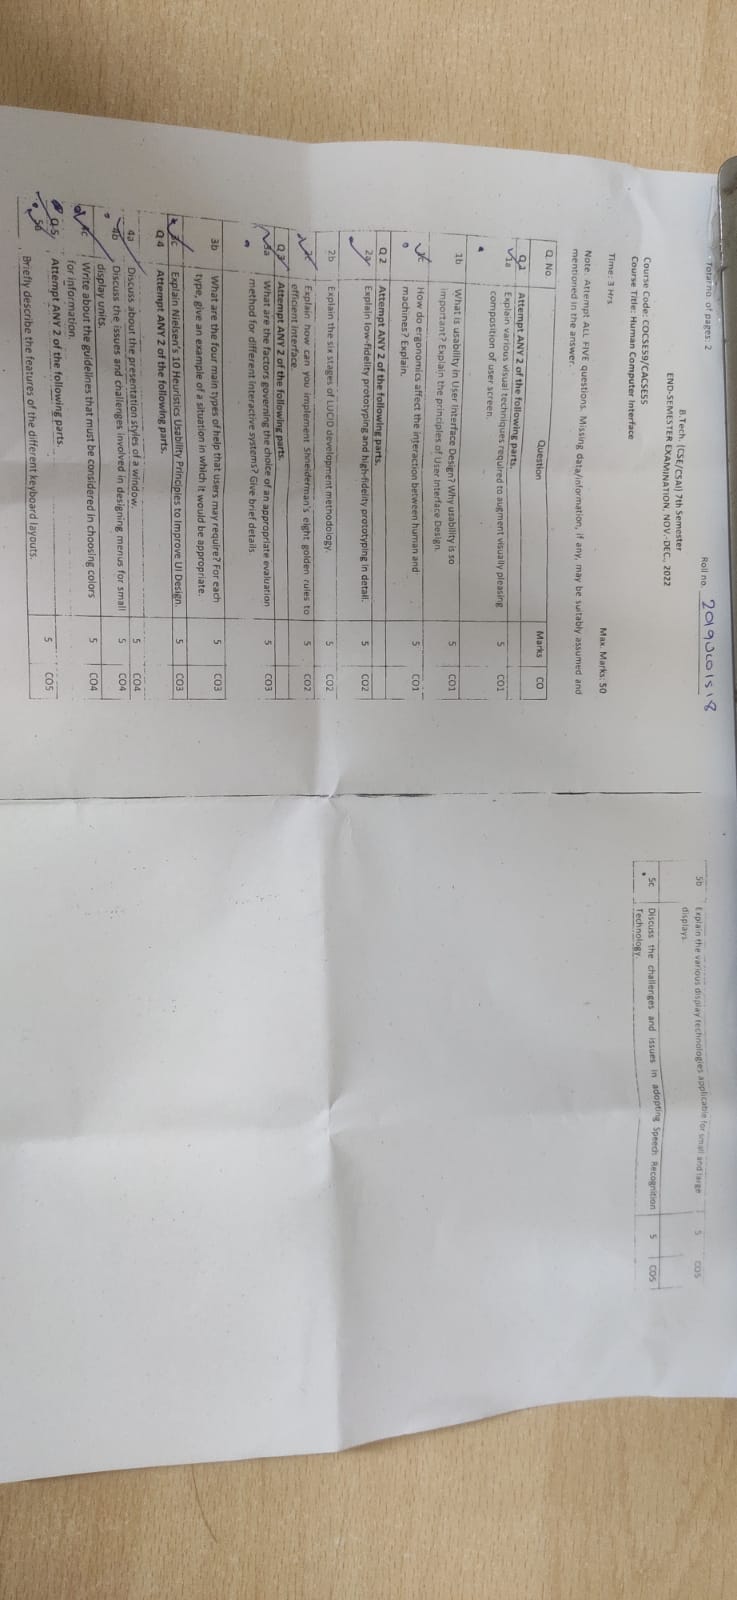 Total no. of pages: 2
Roll no. 2019UCO1518
B.Tech. (CSE/CSAI) 7th Semester
END-SEMESTER EXAMINATION, NOV.-DEC., 2022
Course Code: COCSE59/CACSE55
Course Title: Human Computer Interface
Time: 3 Hrs
Max. Marks: 50
Note. Attempt ALL FIVE questions. Missing data/information, if any, may be suitably assumed and
mentioned in the answer.
Q. No. Question Marks CO
Q 1 Attempt ANY 2 of the following parts.
1a Explain various visual techniques required to augment visually pleasing 5 CO1
composition of user screen.
1b What is usability in User Interface Design? Why usability is so 5 CO1
important? Explain the principles of User Interface Design.
1c How do ergonomics affect the interaction between human and 5 CO1
machines? Explain.
Q 2 Attempt ANY 2 of the following parts.
2a Explain low-fidelity prototyping and high-fidelity prototyping in detail. 5 CO2
2b Explain the six stages of LUCID development methodology. 5 CO2
2c Explain how can you implement Shneiderman's eight golden rules to 5 CO2
efficient interface.
Q 3 Attempt ANY 2 of the following parts.
3a What are the factors governing the choice of an appropriate evaluation 5 CO3
method for different interactive systems? Give brief details.
3b What are the four main types of help that users may require? For each 5 CO3
type, give an example of a situation in which it would be appropriate.
3c Explain Nielsen's 10 Heuristics Usability Principles to Improve UI Design. 5 CO3
Q 4 Attempt ANY 2 of the following parts.
4a Discuss about the presentation styles of a window. 5 CO4
4b Discuss the issues and challenges involved in designing menus for small 5 CO4
display units.
4c Write about the guidelines that must be considered in choosing colors 5 CO4
for information.
Q 5 Attempt ANY 2 of the following parts.
5a Briefly describe the features of the different keyboard layouts. 5 CO5
5b Explain the various display technologies applicable for small and large 5 CO5
displays.
5c Discuss the challenges and issues in adopting Speech Recognition 5 CO5
Technology.